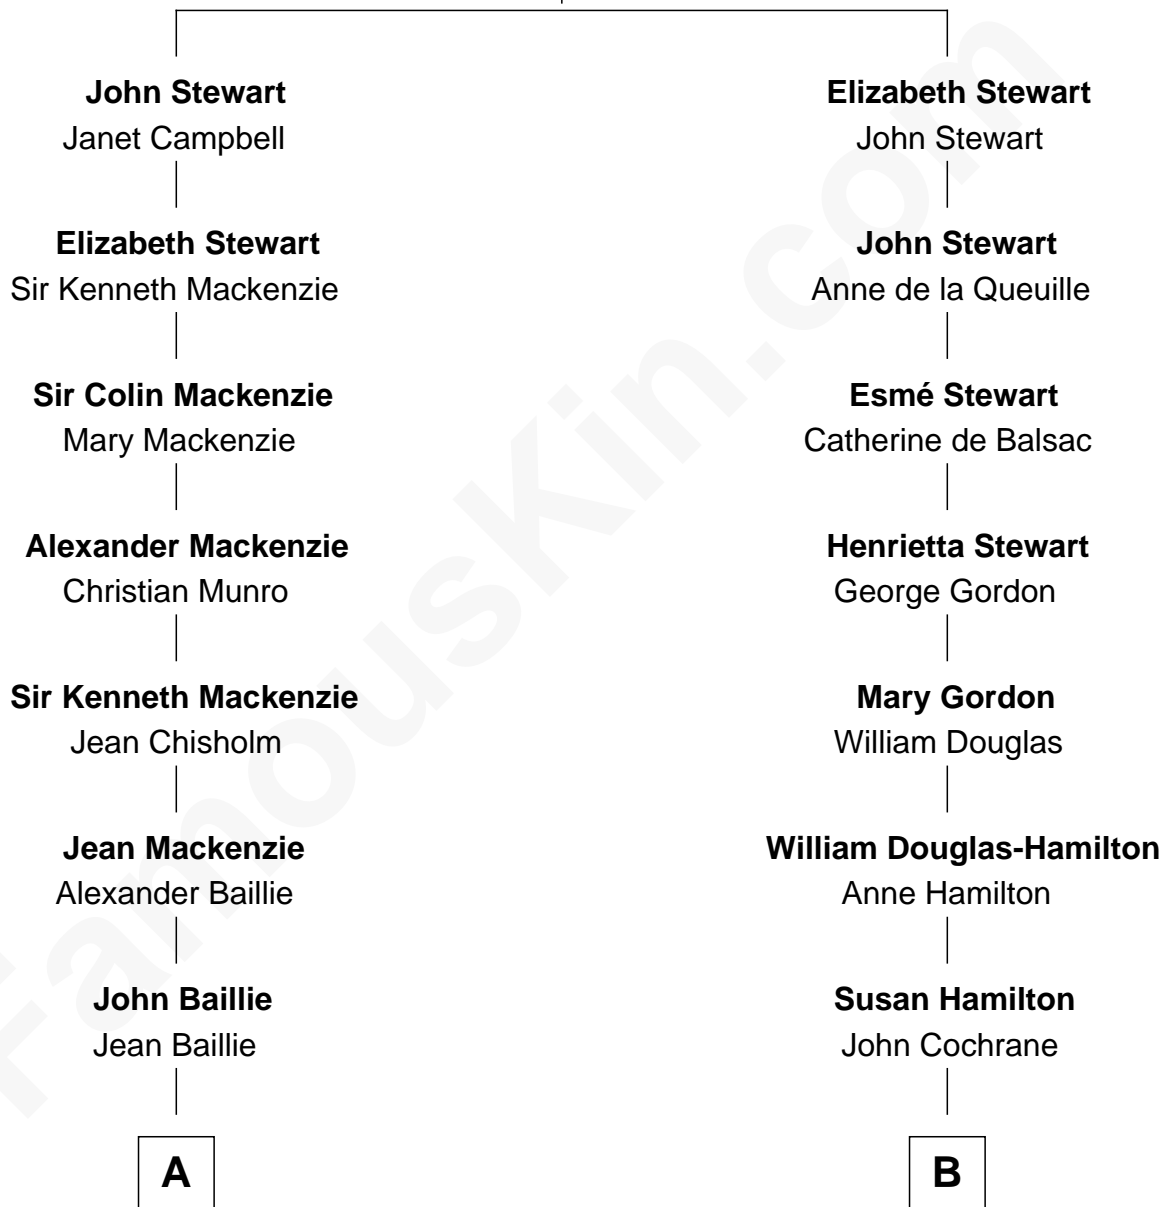 John Stewart
Janet Campbell
Elizabeth Stewart
Sir Kenneth Mackenzie
Sir Colin Mackenzie
Mary Mackenzie
Alexander Mackenzie
Christian Munro
Sir Kenneth Mackenzie
Jean Chisholm
Jean Mackenzie
Alexander Baillie
John Baillie
Jean Baillie
A
Elizabeth Stewart
John Stewart
John Stewart
Anne de la Queuille
Esmé Stewart
Catherine de Balsac
Henrietta Stewart
George Gordon
Mary Gordon
William Douglas
William Douglas-Hamilton
Anne Hamilton
Susan Hamilton
John Cochrane
B
FamousKin.com